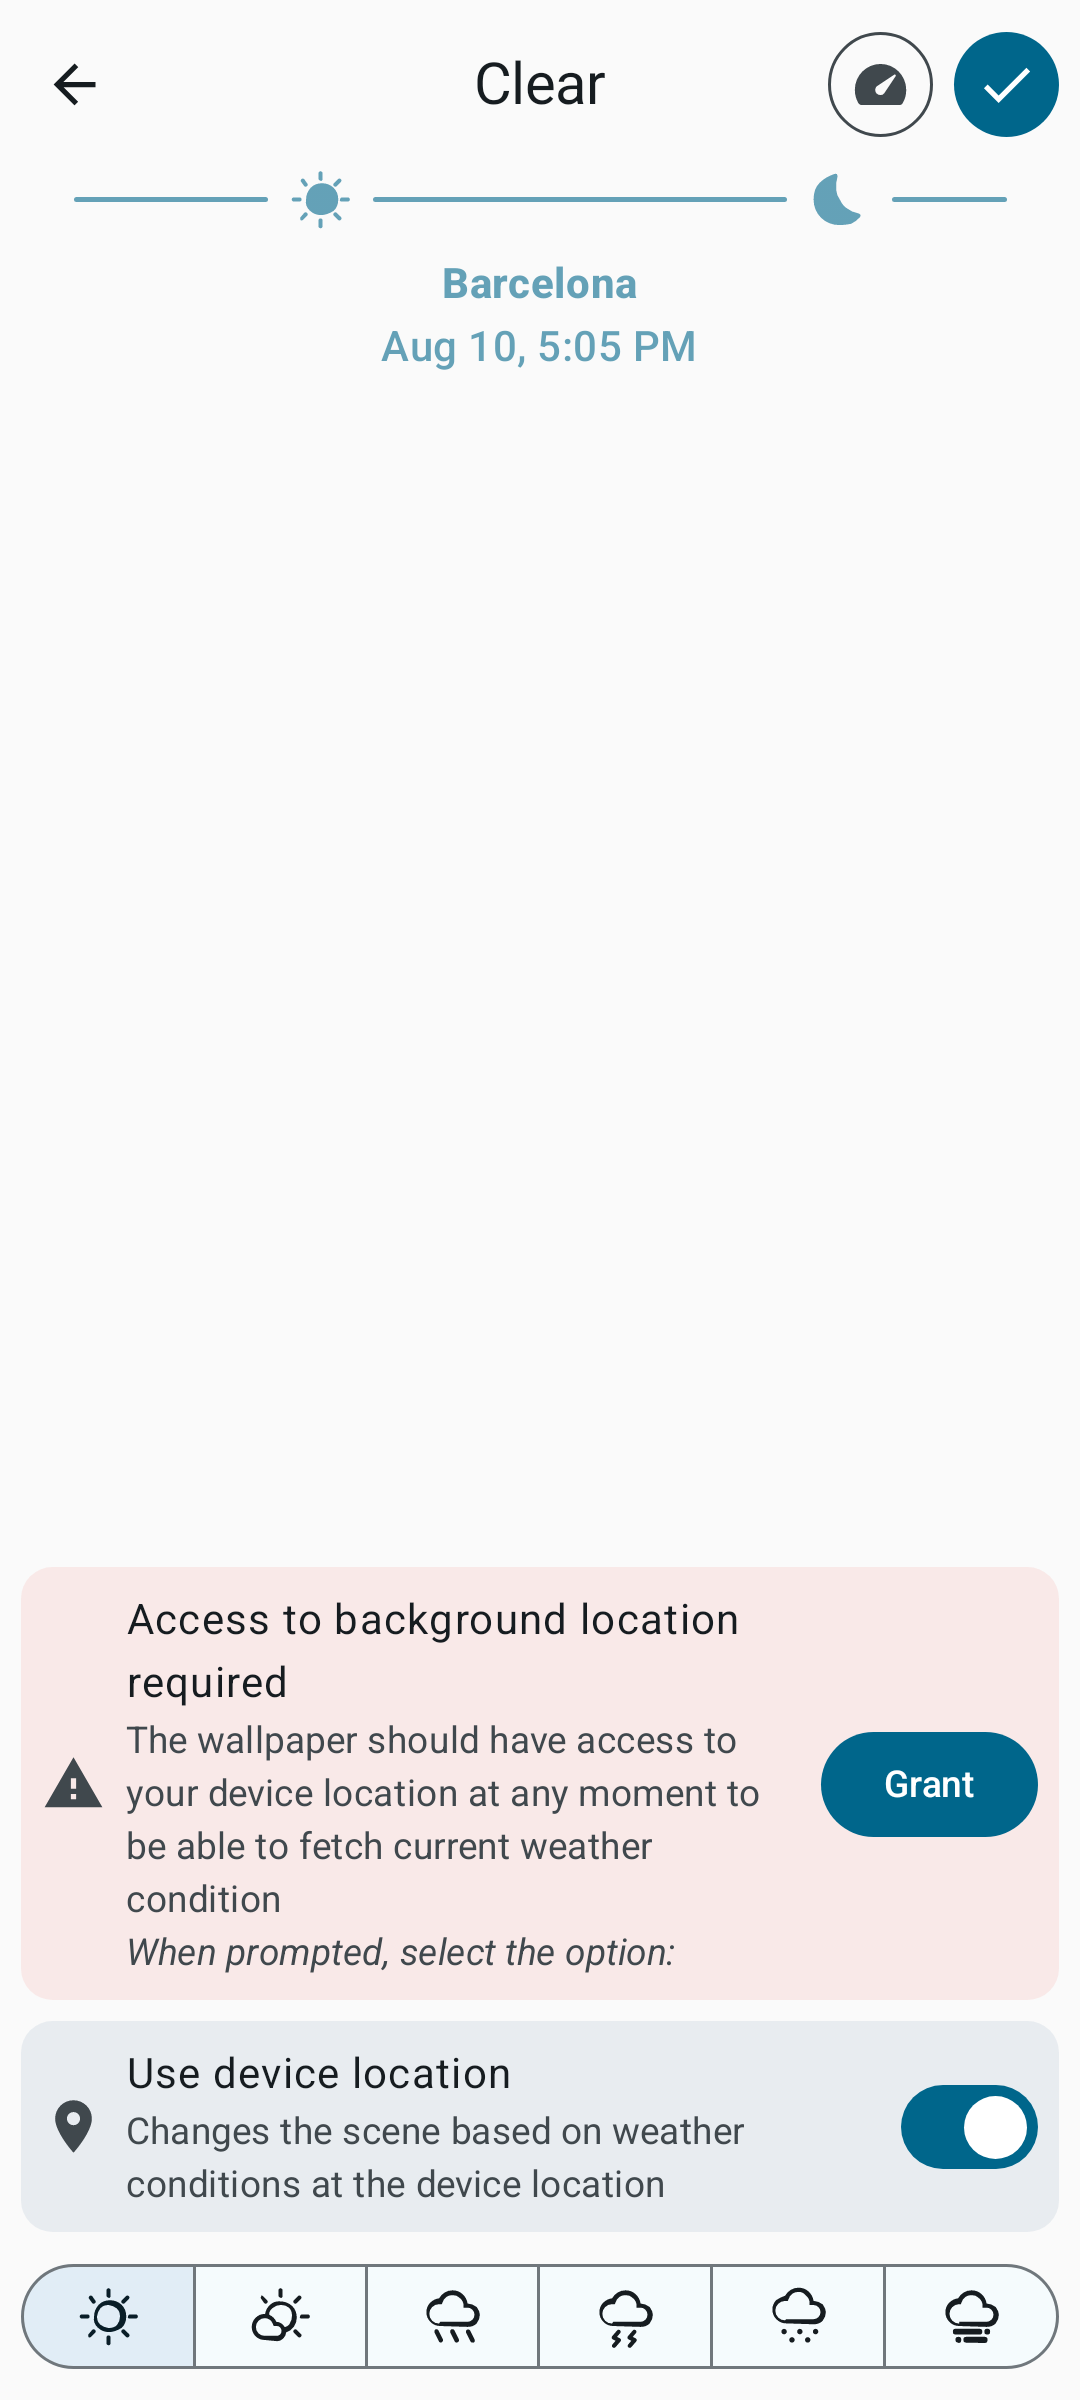 Clear
Barcelona
Aug 10, 5:05 PM
Access to background location
required
The wallpaper should have access to
your device location at any moment to
be able to fetch current weather
condition
When prompted, select the option:
Grant
Use device location
Changes the scene based on weather
conditions at the device location